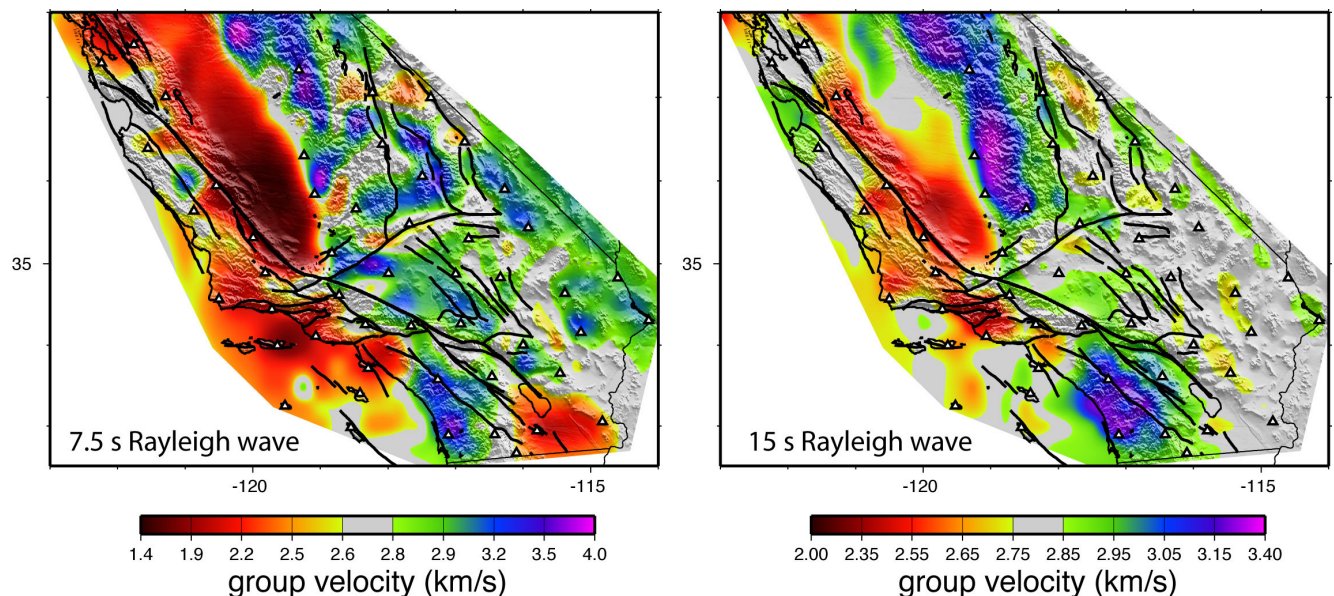 35
7.5 s Rayleigh wave
-120
-115
1.4 1.9 2.2 2.5 2.6 2.8 2.9 3.2 3.5 4.0
group velocity (km/s)
35
15 s Rayleigh wave
-120
-115
2.00 2.35 2.55 2.65 2.75 2.85 2.95 3.05 3.15 3.40
group velocity (km/s)